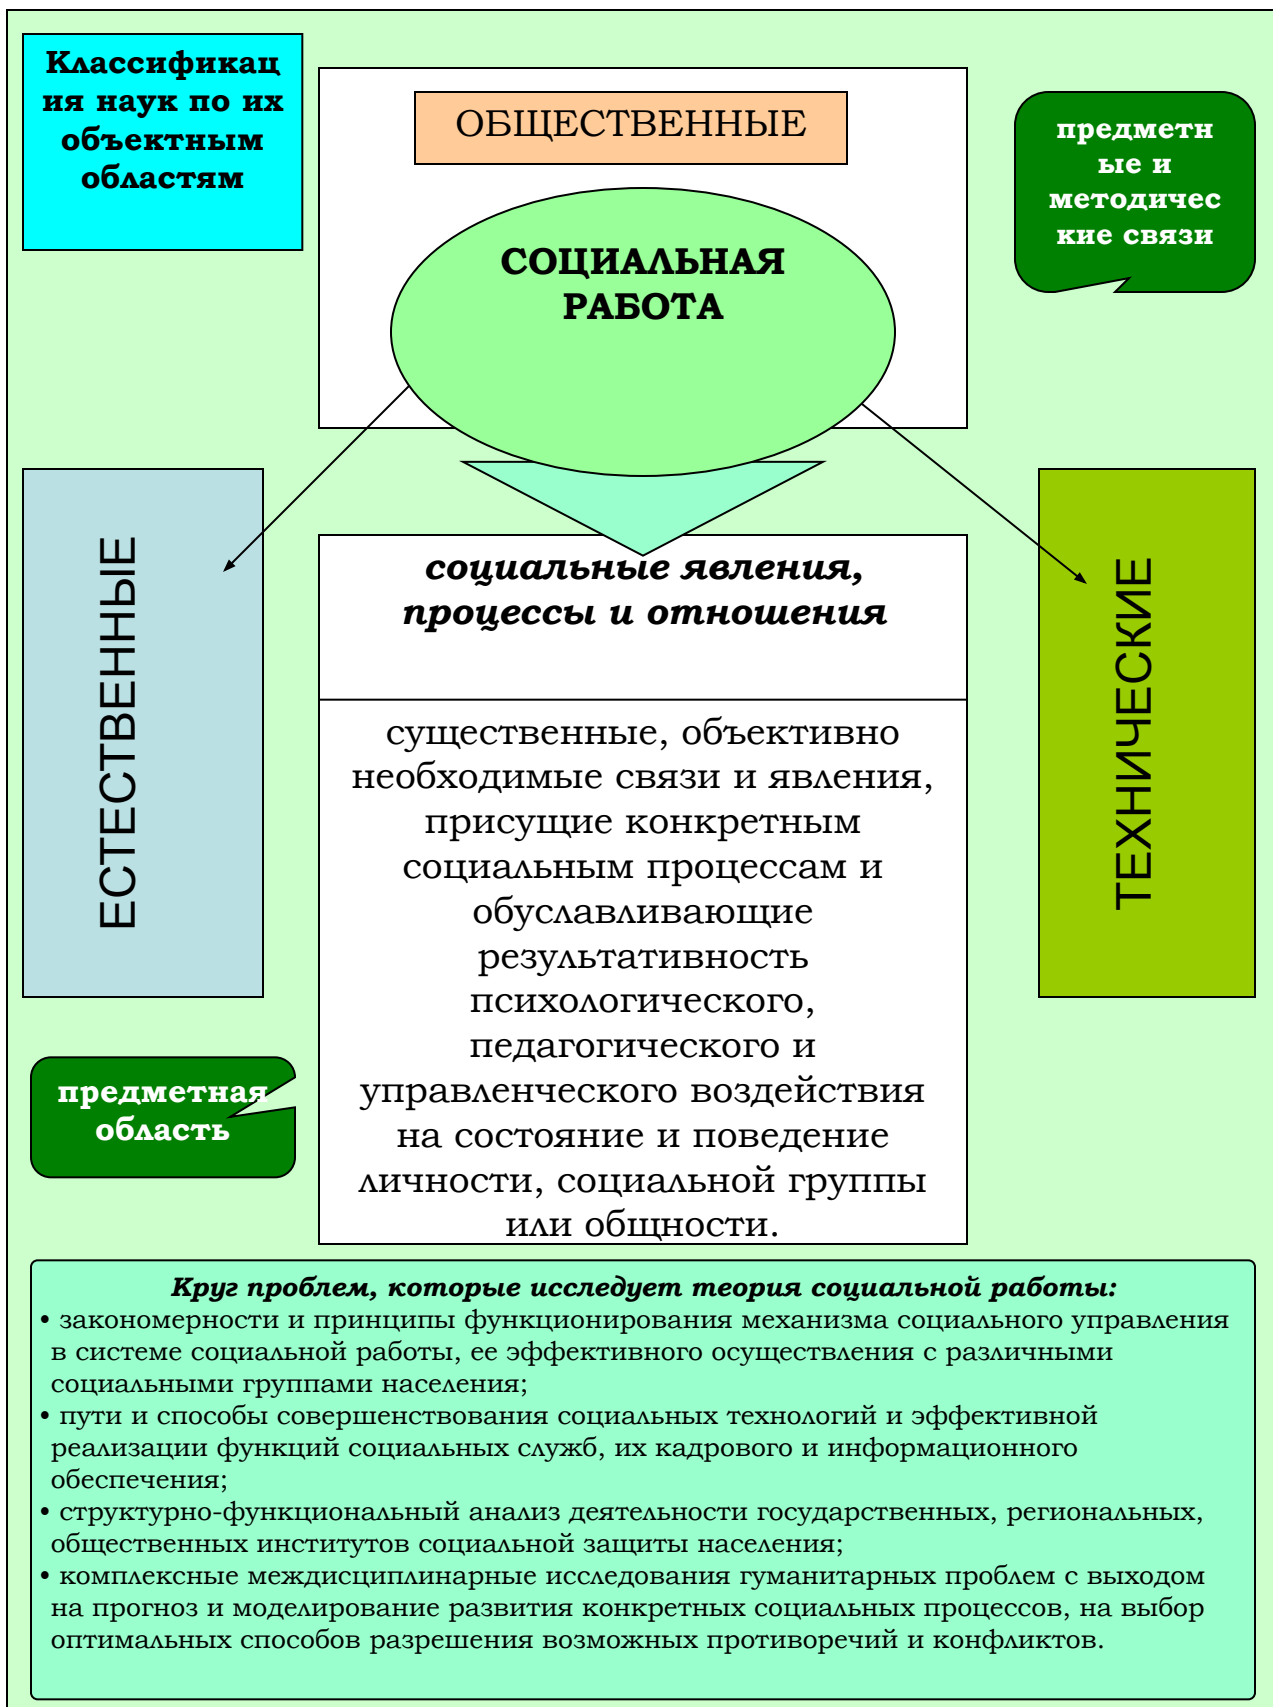 Классификац
ия наук по их
объектным
областям
ОБЩЕСТВЕННЫЕ
предметн
ые и
методичес
кие связи
СОЦИАЛЬНАЯ
РАБОТА
ЕСТЕСТВЕННЫЕ
ТЕХНИЧЕСКИЕ
социальные явления,
процессы и отношения
существенные, объективно
необходимые связи и явления,
присущие конкретным
социальным процессам и
обуславливающие
результативность
психологического,
педагогического и
управленческого воздействия
на состояние и поведение
личности, социальной группы
или общности.
предметная
область
Круг проблем, которые исследует теория социальной работы:
• закономерности и принципы функционирования механизма социального управления
в системе социальной работы, ее эффективного осуществления с различными
социальными группами населения;
• пути и способы совершенствования социальных технологий и эффективной
реализации функций социальных служб, их кадрового и информационного
обеспечения;
• структурно-функциональный анализ деятельности государственных, региональных,
общественных институтов социальной защиты населения;
• комплексные междисциплинарные исследования гуманитарных проблем с выходом
на прогноз и моделирование развития конкретных социальных процессов, на выбор
оптимальных способов разрешения возможных противоречий и конфликтов.